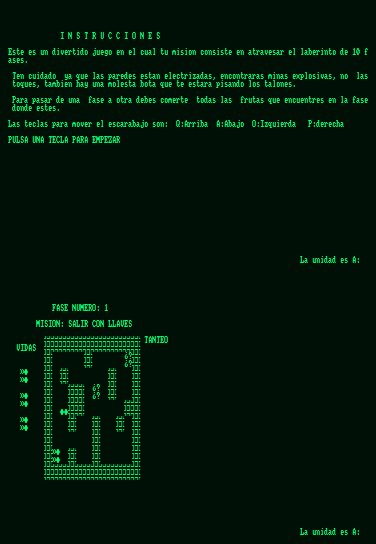 I N S T R U C C I O N E S
Este es un divertido juego en el cual tu mision consiste en atravesar el laberinto de 10 f
ases.
Ten cuidado ya que las paredes estan electrizadas, encontraras minas explosivas, no las
toques, tambien hay una molesta bota que te estara pisando los talones.
Para pasar de una fase a otra debes comerte todas las frutas que encuentres en la fase
donde estes.
Las teclas para mover el escarabajo son: Q:Arriba A:Abajo O:Izquierda P:derecha
PULSA UNA TECLA PARA EMPEZAR
La unidad es A:
FASE NUMERO: 1
MISION: SALIR CON LLAVES
TANTEO
VIDAS
La unidad es A: